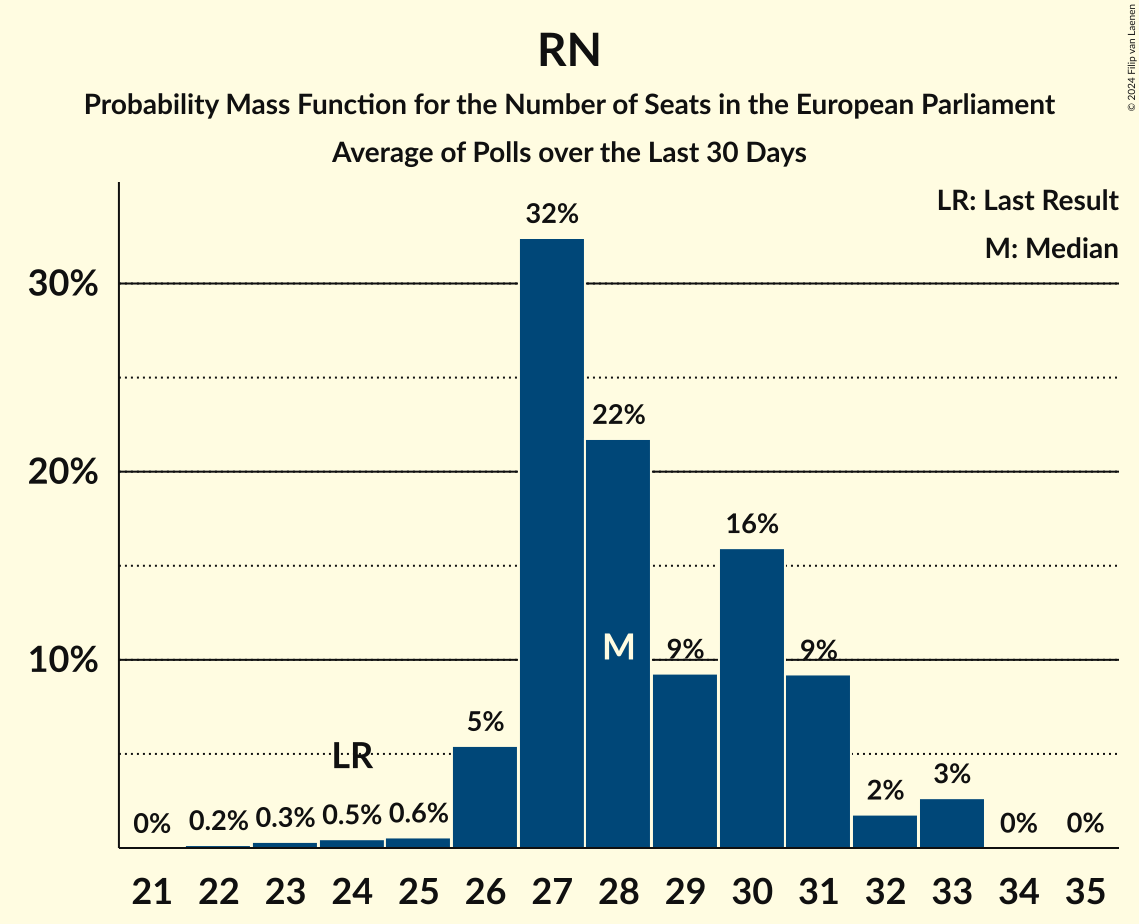 RN
Probability Mass Function for the Number of Seats in the European Parliament
Average of Polls over the Last 30 Days
© 2024 Filip van Laenen
LR: Last Result
M: Median
30%
20%
10%
0%
0.2%
0.3%
0.5%
0.6%
5%
32%
22%
9%
16%
9%
2%
3%
0%
0%
LR
M
21 22 23 24 25 26 27 28 29 30 31 32 33 34 35